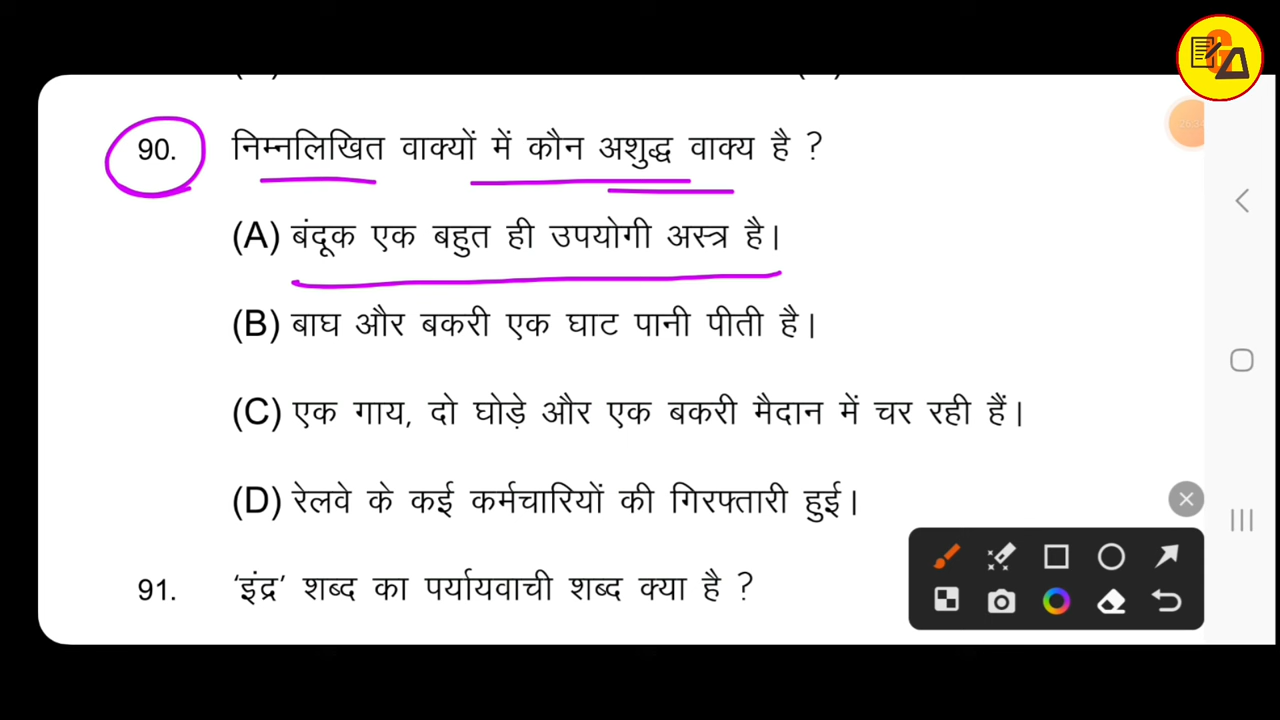 90. निम्नलिखित वाक्यों में कौन अशुद्ध वाक्य है ?
(A) बंदूक एक बहुत ही उपयोगी अस्त्र है।
(B) बाघ और बकरी एक घाट पानी पीती है।
(C) एक गाय, दो घोड़े और एक बकरी मैदान में चर रही हैं।
(D) रेलवे के कई कर्मचारियों की गिरफ्तारी हुई।
91. ‘इंद्र’ शब्द का पर्यायवाची शब्द क्या है ?